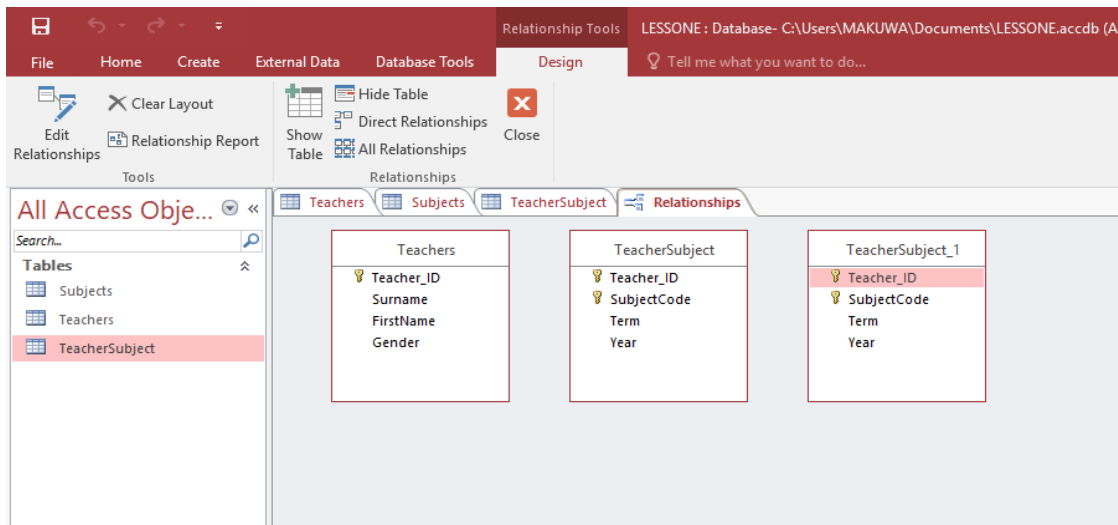 Relationship Tools LESSONE : Database- C:\Users\MAKUWA\Documents\LESSONE.accdb (A
File Home Create External Data Database Tools Design Tell me what you want to do...
Edit Relationships
Clear Layout
Relationship Report
Tools
Show Table
Hide Table
Direct Relationships
All Relationships
Relationships
Close
All Access Obje... «
Search...
Tables
Subjects
Teachers
TeacherSubject
Teachers Subjects TeacherSubject Relationships
Teachers
Teacher_ID
Surname
FirstName
Gender
TeacherSubject
Teacher_ID
SubjectCode
Term
Year
TeacherSubject_1
Teacher_ID
SubjectCode
Term
Year